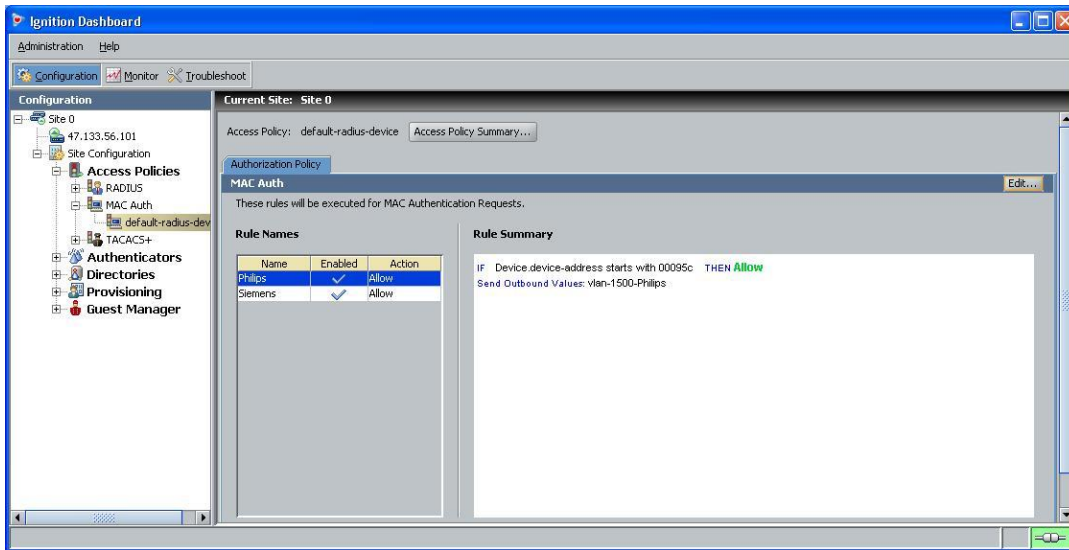 Ignition Dashboard
Administration Help
Configuration Monitor Troubleshoot
Configuration
Site 0
47.133.56.101
Site Configuration
Access Policies
RADIUS
MAC Auth
default-radius-dev
TACACS+
Authenticators
Directories
Provisioning
Guest Manager
Current Site: Site 0
Access Policy: default-radius-device Access Policy Summary...
Authorization Policy
MAC Auth Edit...
These rules will be executed for MAC Authentication Requests.
Rule Names
Name Enabled Action
Philips Allow
Siemens Allow
Rule Summary
IF Device.device-address starts with 00095c THEN Allow
Send Outbound Values: vlan-1500-Philips